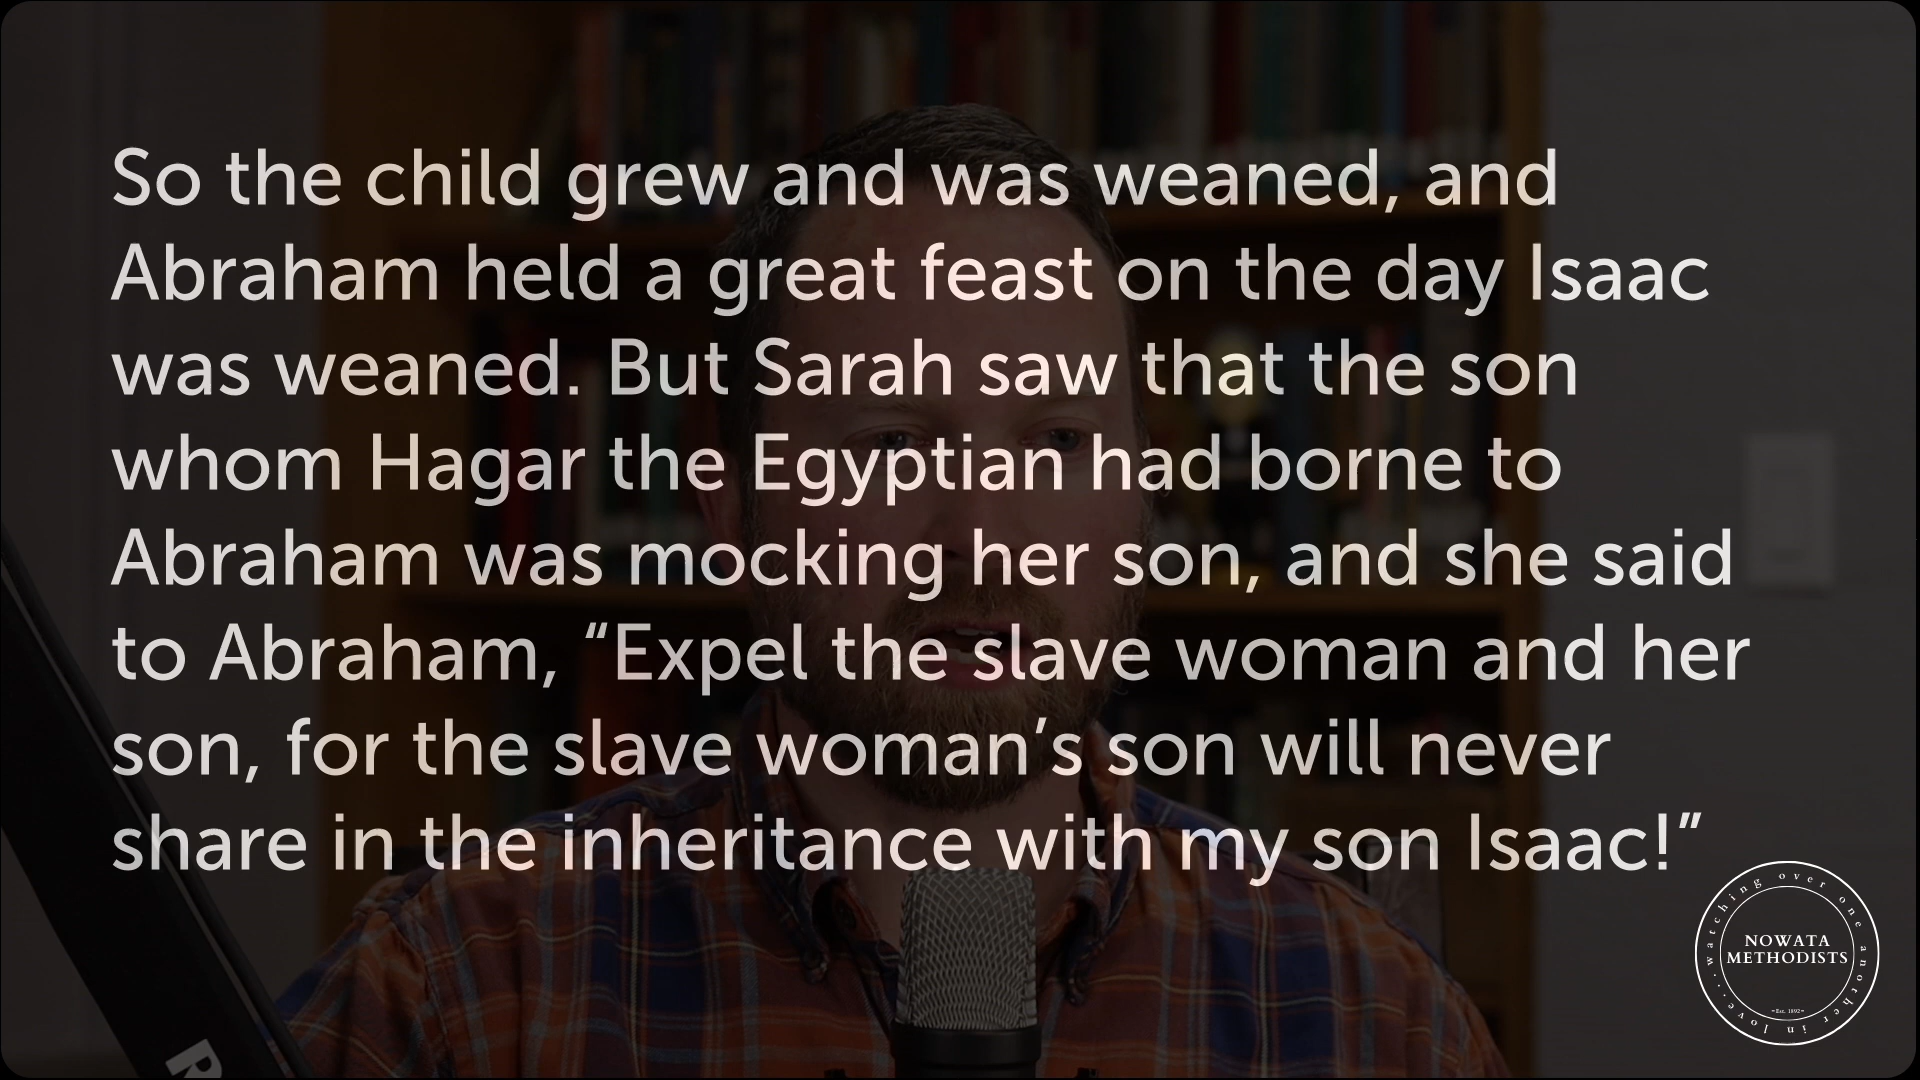 So the child grew and was weaned, and
Abraham held a great feast on the day Isaac
was weaned. But Sarah saw that the son
whom Hagar the Egyptian had borne to
Abraham was mocking her son, and she said
to Abraham, “Expel the slave woman and her
son, for the slave woman’s son will never
share in the inheritance with my son Isaac!”
watching over one another in love...
NOWATA
METHODISTS
~Est. 1892~
R